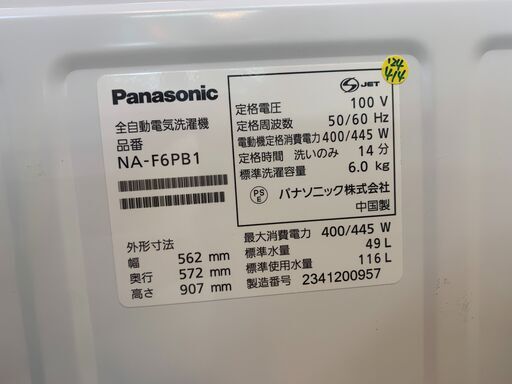 '24
4/4
Panasonic
全自動電気洗濯機
品番
NA-F6PB1
外形寸法
幅 562 mm
奥行 572 mm
高さ 907 mm
JET
定格電圧 100 V
定格周波数 50/60 Hz
電動機定格消費電力 400/445 W
定格時間 洗いのみ 14 分
標準洗濯容量 6.0 kg
PS
E
パナソニック株式会社
中国製
最大消費電力 400/445 W
標準水量 49 L
標準使用水量 116 L
製造番号 2341200957